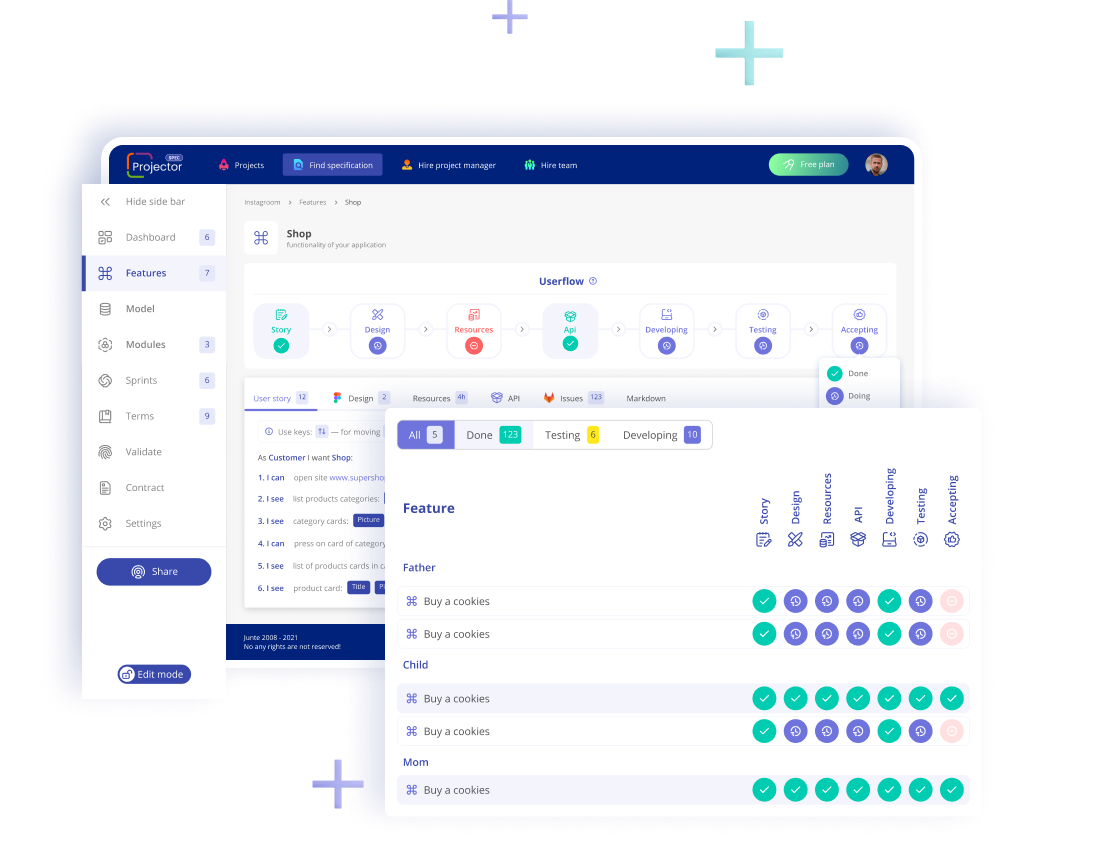 Projector SPEC
Projects
Find specification
Hire project manager
Hire team
Free plan
Hide side bar
Dashboard 6
Features 7
Model
Modules 3
Sprints 6
Terms 9
Validate
Contract
Settings
Share
Edit mode
Instagroom > Features > Shop
Shop
functionality of your application
Userflow
Story
Design
Resources
Api
Developing
Testing
Accepting
Done
Doing
User story 12
Design 2
Resources 4h
API
Issues 123
Markdown
Use keys: ↑↓ — for moving
As Customer I want Shop:
1. I can open site www.supersho
2. I see list products categories:
3. I see category cards: Picture
4. I can press on card of category
5. I see list of products cards in c
6. I see product card: Title
Junte 2008 - 2021
No any rights are not reserved!
All 5
Done 123
Testing 6
Developing 10
Feature
Story
Design
Resources
API
Developing
Testing
Accepting
Father
Buy a cookies
Buy a cookies
Child
Buy a cookies
Buy a cookies
Mom
Buy a cookies